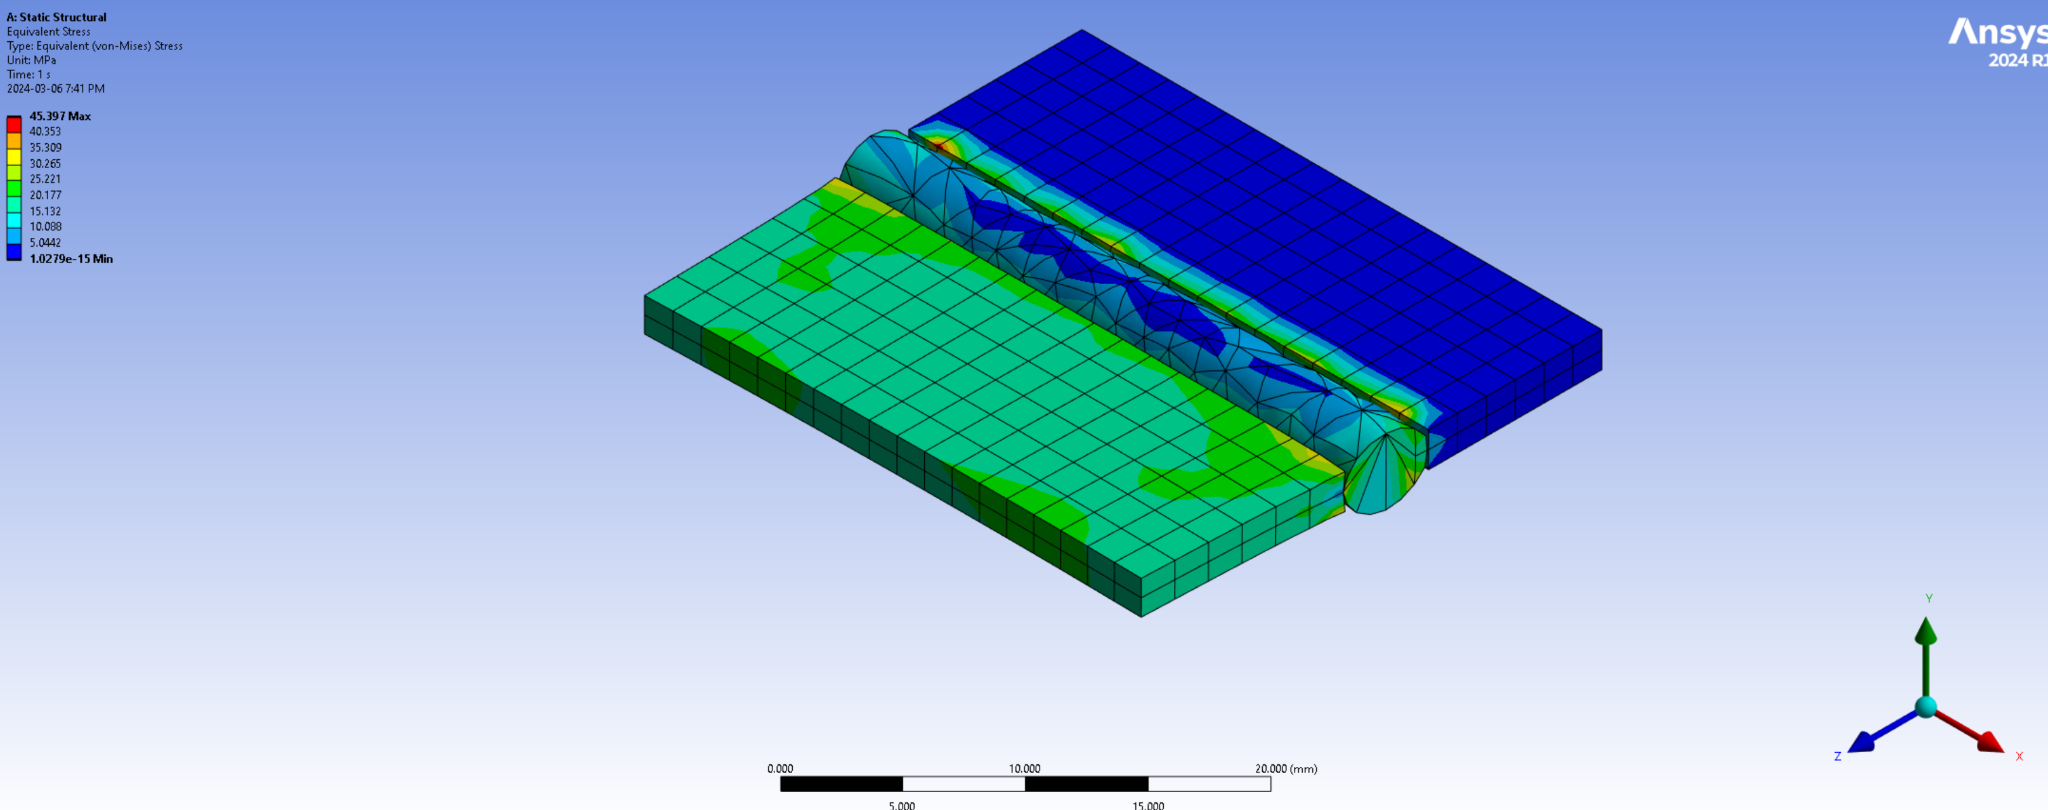 A: Static Structural
Equivalent Stress
Type: Equivalent (von-Mises) Stress
Unit: MPa
Time: 1 s
2024-03-06 7:41 PM
45.397 Max
40.353
35.309
30.265
25.221
20.177
15.132
10.088
5.0442
1.0279e-15 Min
Ansys
2024 R1
Y
Z
X
0.000 10.000 20.000 (mm)
5.000 15.000